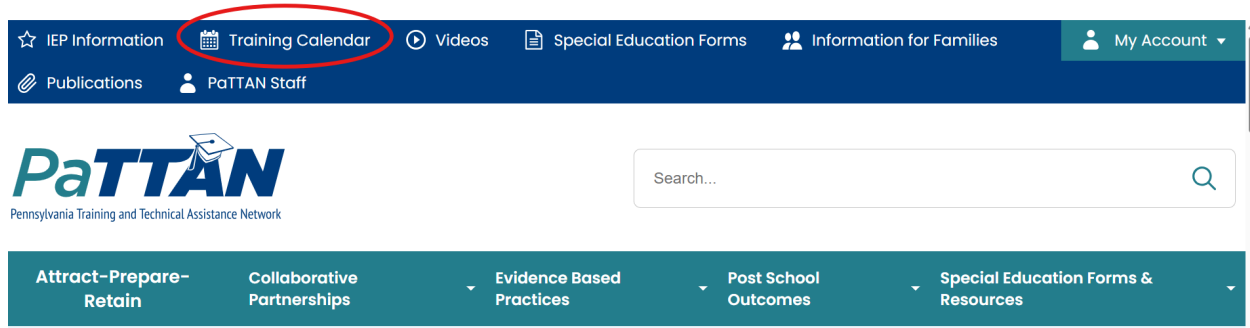 IEP Information Training Calendar Videos Special Education Forms Information for Families My Account
Publications PaTTAN Staff
PaTTAN
Pennsylvania Training and Technical Assistance Network
Search...
Attract-Prepare-
Retain
Collaborative
Partnerships
Evidence Based
Practices
Post School
Outcomes
Special Education Forms &
Resources